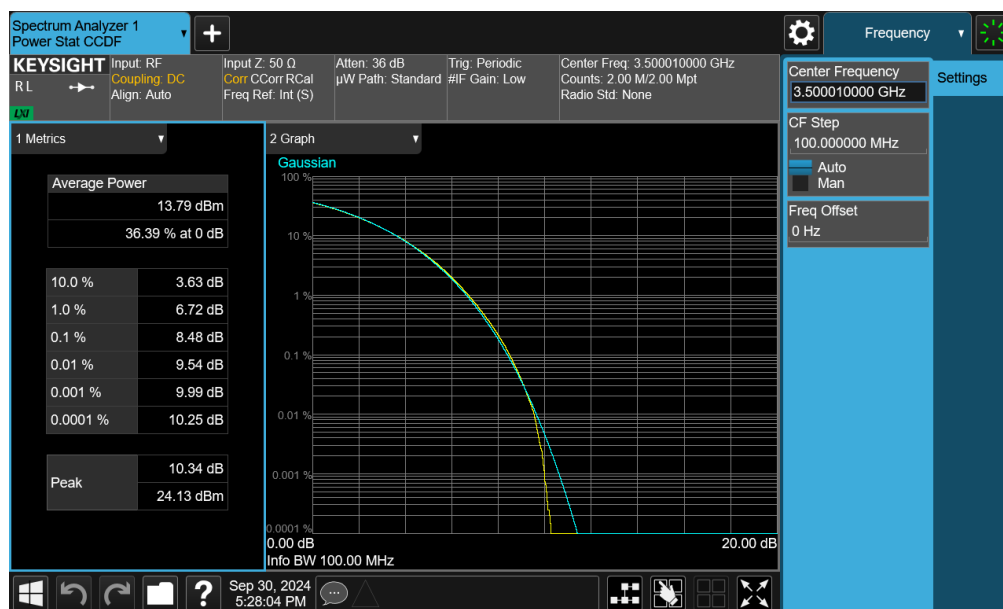 Spectrum Analyzer 1
Power Stat CCDF
Frequency
KEYSIGHT
R L
LXI
Input: RF
Coupling: DC
Align: Auto
Input Z: 50 Ω
Corr CCorr RCal
Freq Ref: Int (S)
Atten: 36 dB
µW Path: Standard
Trig: Periodic
#IF Gain: Low
Center Freq: 3.500010000 GHz
Counts: 2.00 M/2.00 Mpt
Radio Std: None
Center Frequency
3.500010000 GHz
Settings
CF Step
100.000000 MHz
Auto
Man
Freq Offset
0 Hz
1 Metrics
Average Power
13.79 dBm
36.39 % at 0 dB
10.0 % 3.63 dB
1.0 % 6.72 dB
0.1 % 8.48 dB
0.01 % 9.54 dB
0.001 % 9.99 dB
0.0001 % 10.25 dB
Peak
10.34 dB
24.13 dBm
2 Graph
Gaussian
100 %
10 %
1 %
0.1 %
0.01 %
0.001 %
0.0001 %
0.00 dB 20.00 dB
Info BW 100.00 MHz
?
Sep 30, 2024
5:28:04 PM